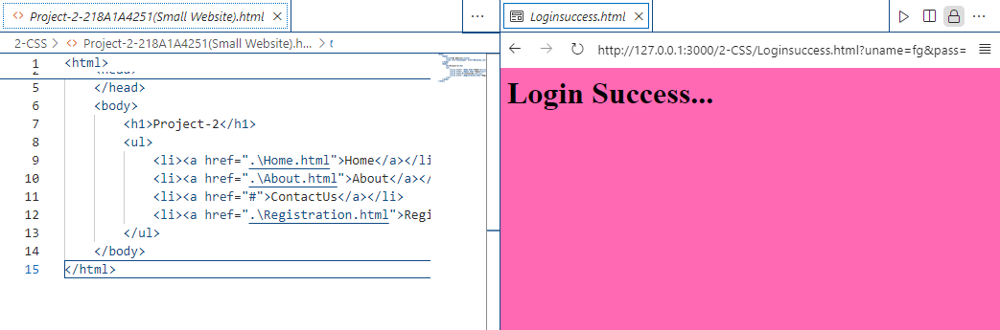 Project-2-218A1A4251(Small Website).html
2-CSS > Project-2-218A1A4251(Small Website).h...
1 <html>
5 </head>
6 <body>
7 <h1>Project-2</h1>
8 <ul>
9 <li><a href=".\Home.html">Home</a></li
10 <li><a href=".\About.html">About</a></
11 <li><a href="#">ContactUs</a></li>
12 <li><a href=".\Registration.html">Regi
13 </ul>
14 </body>
15 </html>
Loginsuccess.html
http://127.0.0.1:3000/2-CSS/Loginsuccess.html?uname=fg&pass=
Login Success...